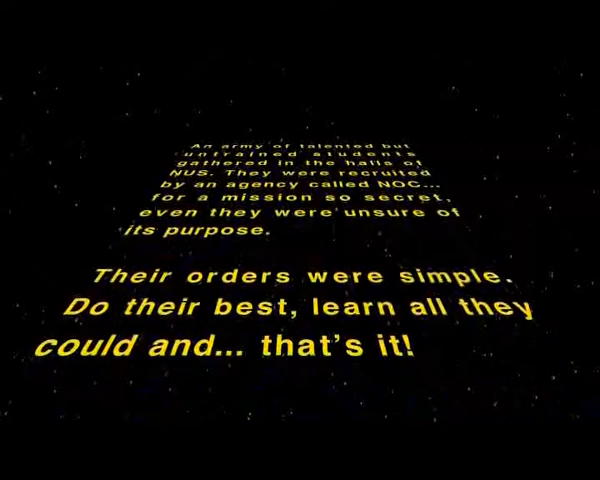 An army of talented but
untrained students
gathered in the halls of
NUS. They were recruited
by an agency called NOC...
for a mission so secret,
even they were unsure of
its purpose.
Their orders were simple.
Do their best, learn all they
could and... that's it!